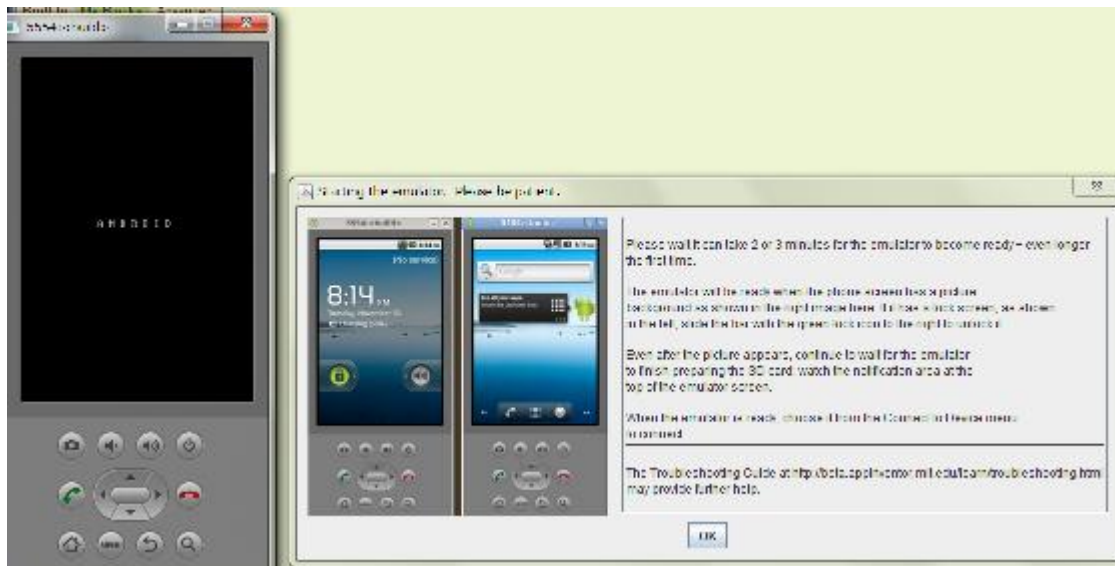 ANDROID
Starting the emulator. Please be patient.
8:14
Please wait. It can take 2 or 3 minutes for the emulator to become ready – even longer
the first time.
The emulator will be ready when the phone screen has a picture
background as shown in the right image here. If it has a lock screen, as shown
in the left, slide the bar with the green lock icon to the right to unlock it.
Even after the picture appears, continue to wait for the emulator
to finish preparing the SD card: watch the notification area at the
top of the emulator screen.
When the emulator is ready, choose it from the Connect to Device menu
to connect.
The Troubleshooting Guide at http://beta.appinventor.mit.edu/learn/troubleshooting.html
may provide further help.
OK